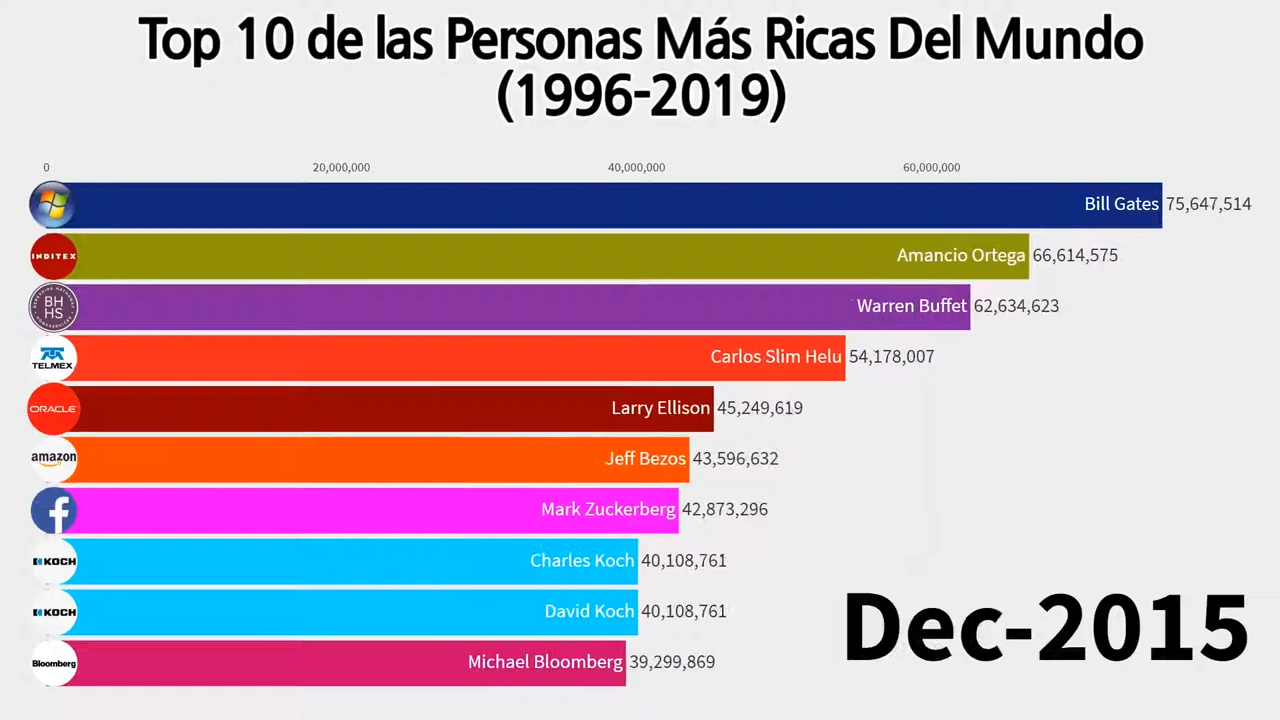 Top 10 de las Personas Más Ricas Del Mundo
(1996-2019)
0 20,000,000 40,000,000 60,000,000
Bill Gates 75,647,514
INDITEX Amancio Ortega 66,614,575
BH
HS Warren Buffet 62,634,623
TELMEX Carlos Slim Helu 54,178,007
ORACLE Larry Ellison 45,249,619
amazon Jeff Bezos 43,596,632
f Mark Zuckerberg 42,873,296
KOCH Charles Koch 40,108,761
KOCH David Koch 40,108,761
Bloomberg Michael Bloomberg 39,299,869
Dec-2015